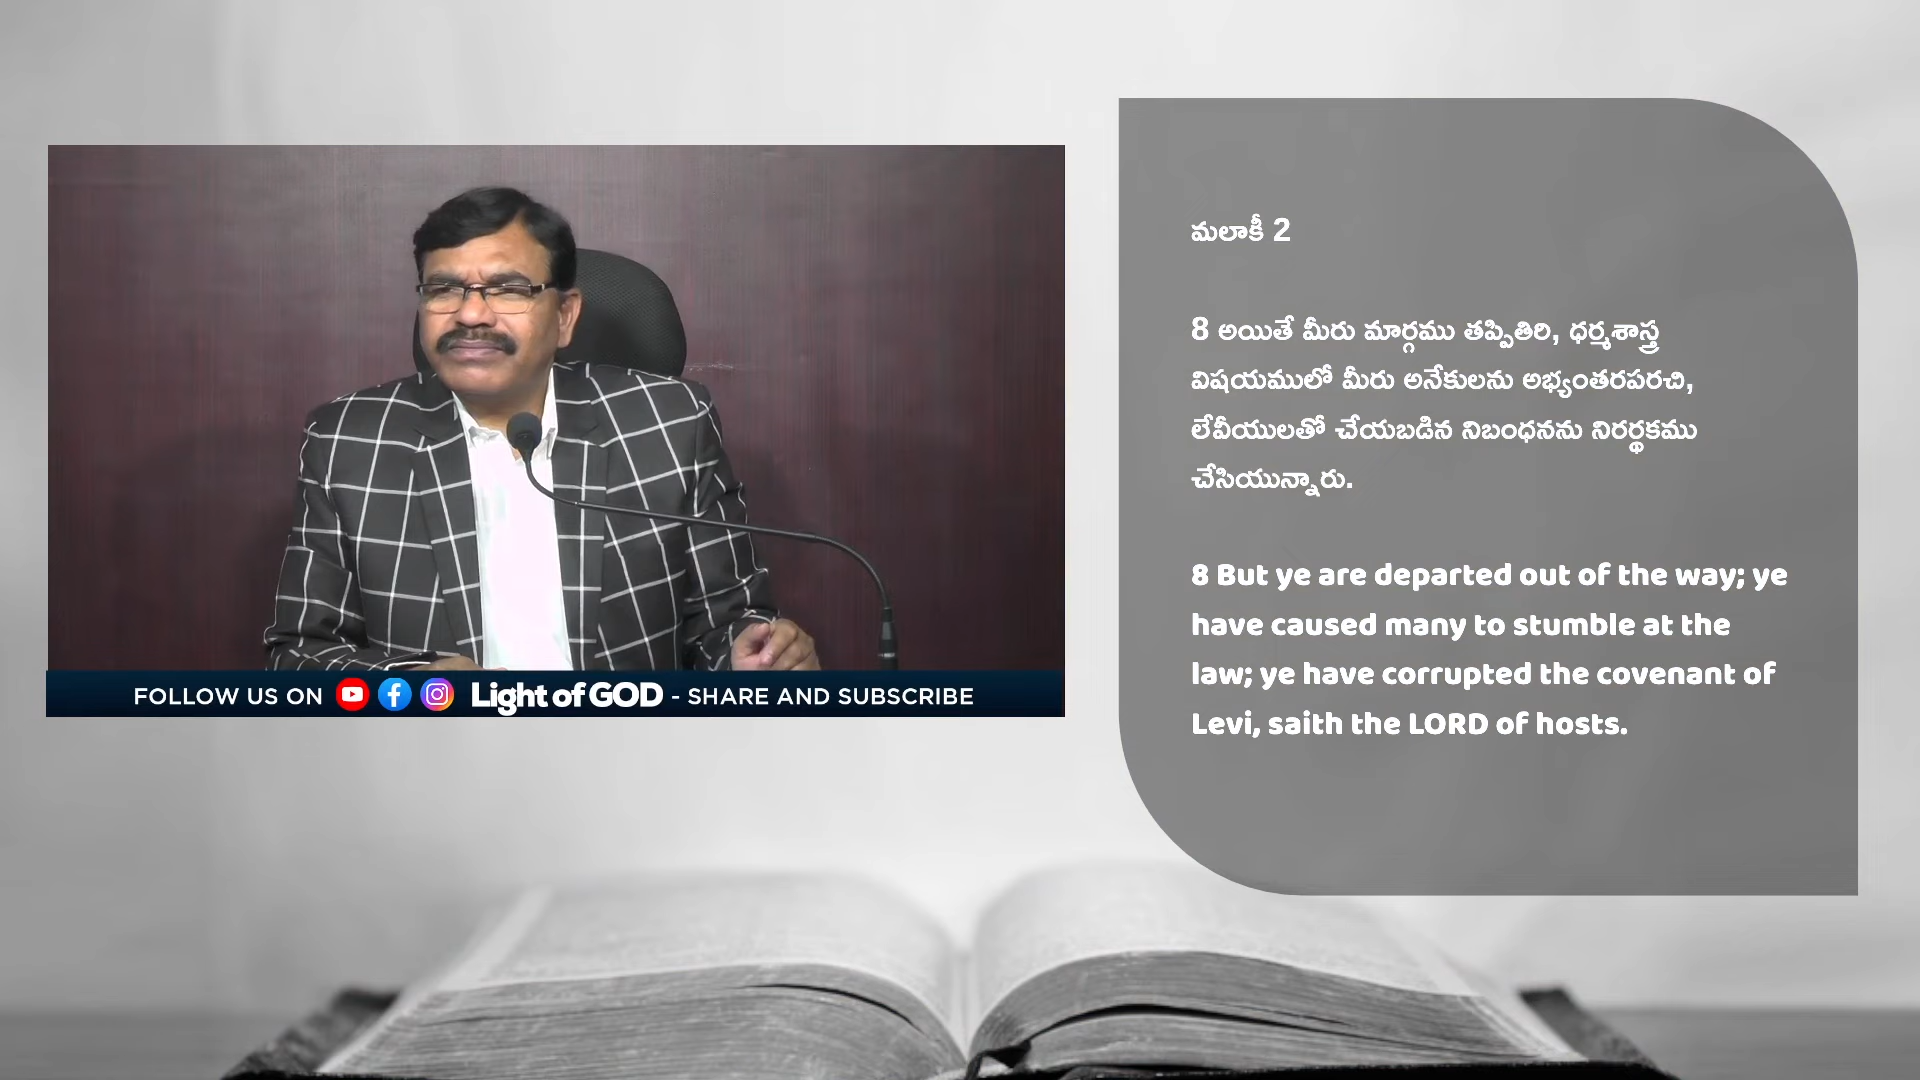 మలాకీ 2
8 అయితే మీరు మార్గము తప్పితిరి, ధర్మశాస్త్ర
విషయములో మీరు అనేకులను అభ్యంతరపరచి,
లేవీయులతో చేయబడిన నిబంధనను నిరర్థకము
చేసియున్నారు.
8 But ye are departed out of the way; ye
have caused many to stumble at the
law; ye have corrupted the covenant of
Levi, saith the LORD of hosts.
FOLLOW US ON Light of GOD - SHARE AND SUBSCRIBE